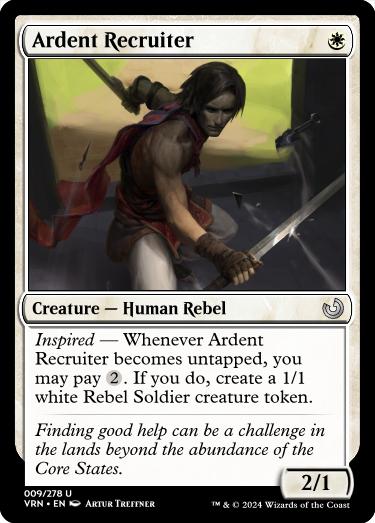 Ardent Recruiter
Creature — Human Rebel
Inspired — Whenever Ardent
Recruiter becomes untapped, you
may pay 2. If you do, create a 1/1
white Rebel Soldier creature token.
Finding good help can be a challenge in
the lands beyond the abundance of the
Core States.
2/1
009/278 U
VRN • EN Artur Treffner
™ & © 2024 Wizards of the Coast